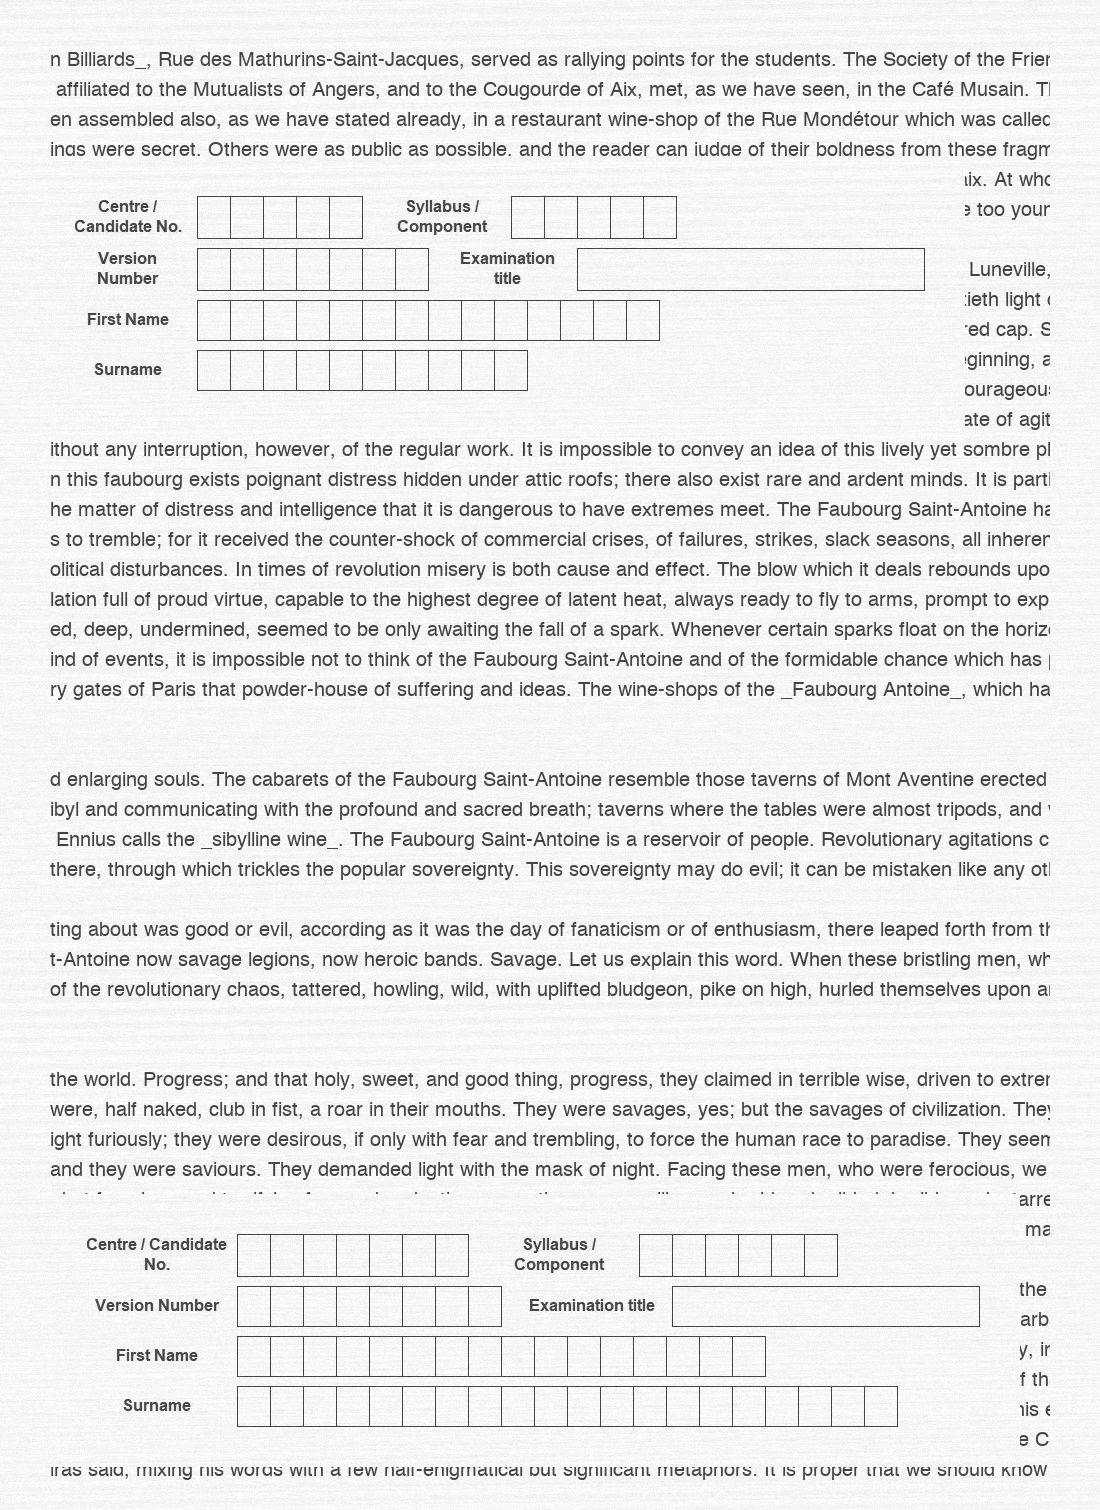 n Billiards_, Rue des Mathurins-Saint-Jacques, served as rallying points for the students. The Society of the Frien
affiliated to the Mutualists of Angers, and to the Cougourde of Aix, met, as we have seen, in the Café Musain. T
en assembled also, as we have stated already, in a restaurant wine-shop of the Rue Mondétour which was called
ings were secret. Others were as public as possible, and the reader can judge of their boldness from these fragm
aix. At who
Centre / Candidate No.
Syllabus / Component
e too your
Version Number
Examination title
Luneville,
tieth light
First Name
red cap. S
ginning, a
Surname
ourageous
ate of agit
ithout any interruption, however, of the regular work. It is impossible to convey an idea of this lively yet sombre pl
n this faubourg exists poignant distress hidden under attic roofs; there also exist rare and ardent minds. It is parti
he matter of distress and intelligence that it is dangerous to have extremes meet. The Faubourg Saint-Antoine ha
s to tremble; for it received the counter-shock of commercial crises, of failures, strikes, slack seasons, all inheren
olitical disturbances. In times of revolution misery is both cause and effect. The blow which it deals rebounds upo
lation full of proud virtue, capable to the highest degree of latent heat, always ready to fly to arms, prompt to exp
ed, deep, undermined, seemed to be only awaiting the fall of a spark. Whenever certain sparks float on the horizo
ind of events, it is impossible not to think of the Faubourg Saint-Antoine and of the formidable chance which has
ry gates of Paris that powder-house of suffering and ideas. The wine-shops of the _Faubourg Antoine_, which ha
d enlarging souls. The cabarets of the Faubourg Saint-Antoine resemble those taverns of Mont Aventine erected
ibyl and communicating with the profound and sacred breath; taverns where the tables were almost tripods, and
Ennius calls the _sibylline wine_. The Faubourg Saint-Antoine is a reservoir of people. Revolutionary agitations c
there, through which trickles the popular sovereignty. This sovereignty may do evil; it can be mistaken like any oth
ting about was good or evil, according as it was the day of fanaticism or of enthusiasm, there leaped forth from th
t-Antoine now savage legions, now heroic bands. Savage. Let us explain this word. When these bristling men, wh
of the revolutionary chaos, tattered, howling, wild, with uplifted bludgeon, pike on high, hurled themselves upon an
the world. Progress; and that holy, sweet, and good thing, progress, they claimed in terrible wise, driven to extrem
were, half naked, club in fist, a roar in their mouths. They were savages, yes; but the savages of civilization. They
ight furiously; they were desirous, if only with fear and trembling, to force the human race to paradise. They seem
and they were saviours. They demanded light with the mask of night. Facing these men, who were ferocious, we
arre
ma
Centre / Candidate No.
Syllabus / Component
the
Version Number
Examination title
arb
First Name
y, in
f th
Surname
his e
e C
iras said, mixing his words with a few half-enigmatical but significant metaphors. It is proper that we should know